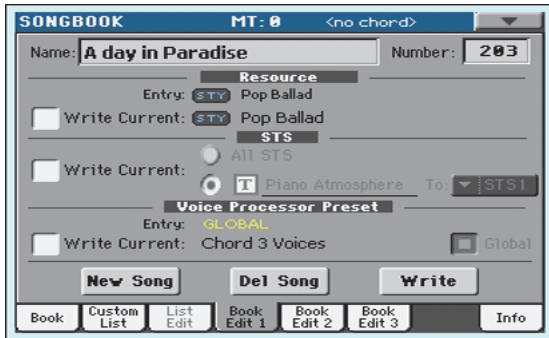 SONGBOOK MT:0 <no chord>
Name: A day in Paradise Number: 203
Resource
Entry: STY Pop Ballad
Write Current: STY Pop Ballad
STS
All STS
Write Current:
T Piano Atmosphere To: STS1
Voice Processor Preset
Entry: GLOBAL
Write Current: Chord 3 Voices Global
New Song Del Song Write
Book Custom List List Edit Book Edit 1 Book Edit 2 Book Edit 3 Info